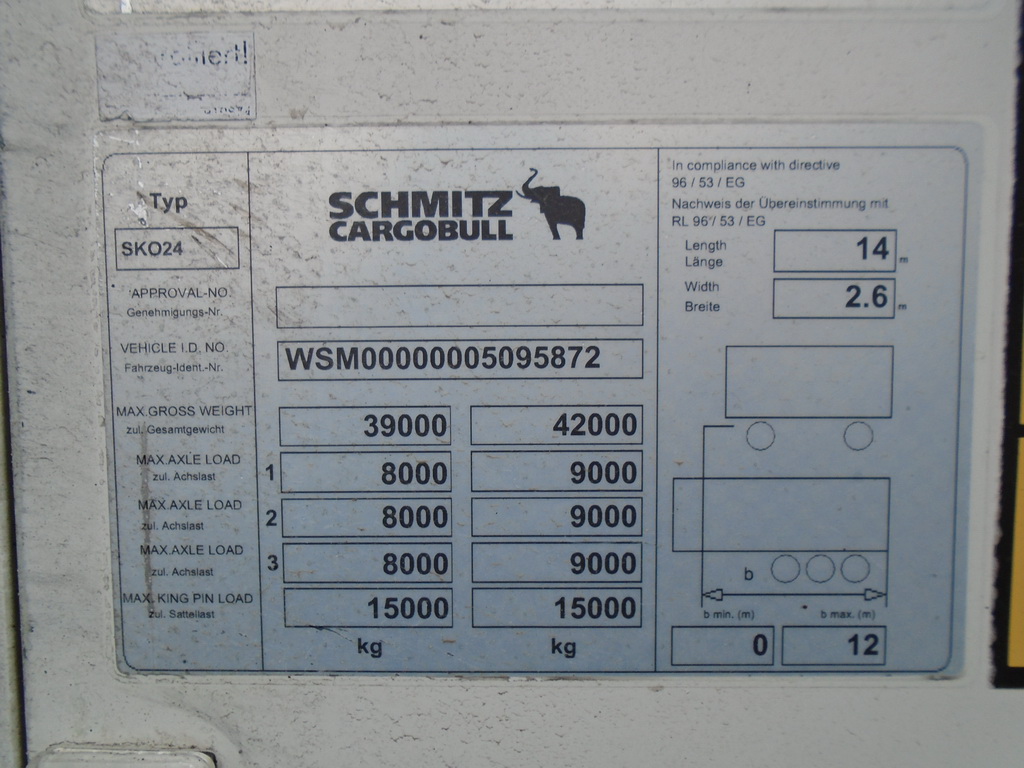 Typ
SKO24
SCHMITZ
CARGOBULL
APPROVAL-NO.
Genehmigungs-Nr.
VEHICLE I.D. NO.
Fahrzeug-Ident.-Nr.
WSM00000005095872
MAX.GROSS WEIGHT
zul. Gesamtgewicht
39000 42000
MAX.AXLE LOAD
zul. Achslast
1 8000 9000
MAX.AXLE LOAD
zul. Achslast
2 8000 9000
MAX.AXLE LOAD
zul. Achslast
3 8000 9000
MAX. KING PIN LOAD
zul. Sattellast
15000 15000
kg kg
In compliance with directive
96 / 53 / EG
Nachweis der Übereinstimmung mit
RL 96 / 53 / EG
Length
Länge
14 m
Width
Breite
2.6 m
b
b min. (m) b max. (m)
0 12